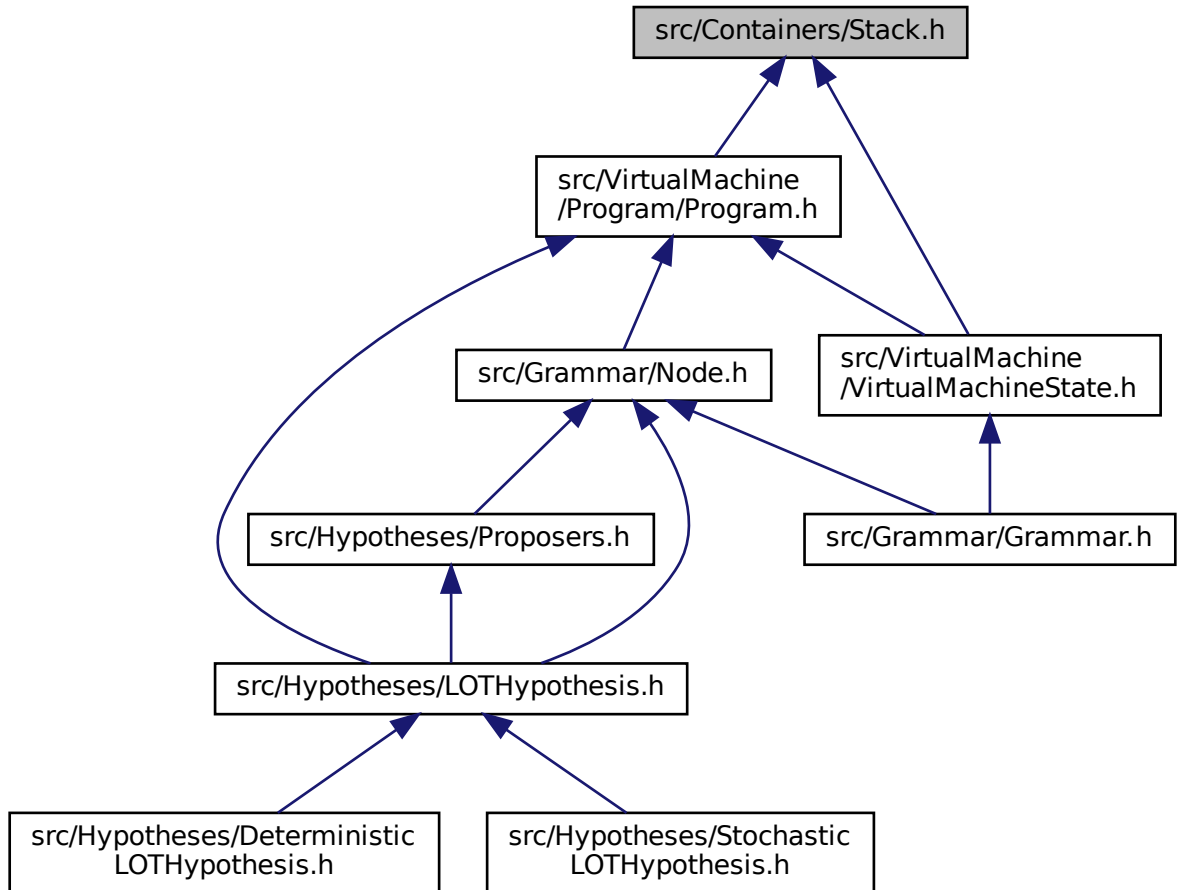 src/Containers/Stack.h
src/VirtualMachine
/Program/Program.h
src/Grammar/Node.h
src/VirtualMachine
/VirtualMachineState.h
src/Hypotheses/Proposers.h
src/Grammar/Grammar.h
src/Hypotheses/LOTHypothesis.h
src/Hypotheses/Deterministic
LOTHypothesis.h
src/Hypotheses/Stochastic
LOTHypothesis.h